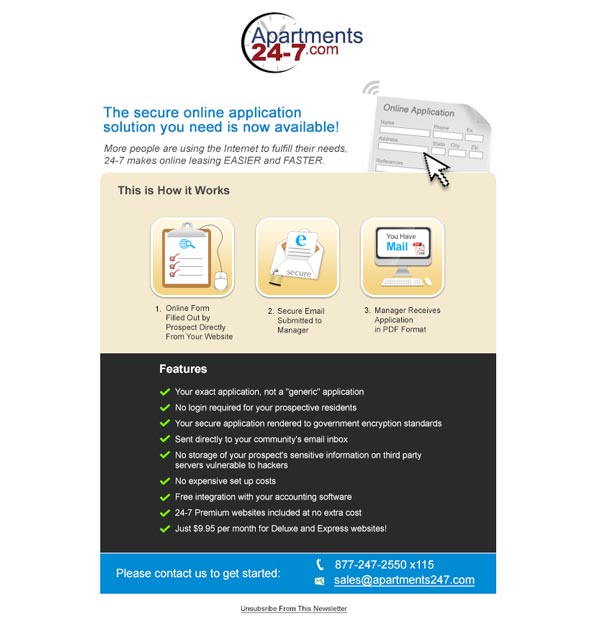 Apartments
24-7.com
The secure online application
solution you need is now available!
More people are using the Internet to fulfill their needs,
24-7 makes online leasing EASIER and FASTER.
Online Application
Name Phone Ex
Address State City Zip
References
This is How it Works
e
secure
You Have
Mail
1. Online Form
Filled Out by
Prospect Directly
From Your Website
2. Secure Email
Submitted to
Manager
3. Manager Receives
Application
in PDF Format
Features
Your exact application, not a "generic" application
No login required for your prospective residents
Your secure application rendered to government encryption standards
Sent directly to your community's email inbox
No storage of your prospect's sensitive information on third party
servers vulnerable to hackers
No expensive set up costs
Free integration with your accounting software
24-7 Premium websites included at no extra cost
Just $9.95 per month for Deluxe and Express websites!
Please contact us to get started:
877-247-2550 x115
sales@apartments247.com
Unsubsribe From This Newsletter